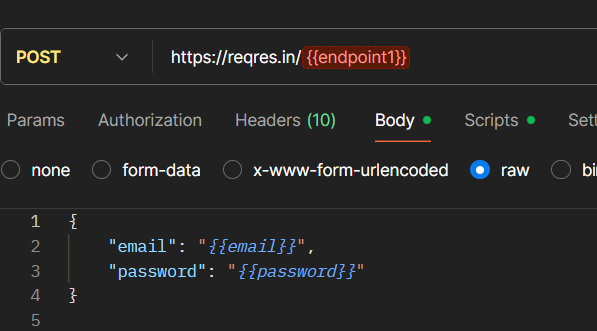 POST https://reqres.in/{{endpoint1}}
Params Authorization Headers (10) Body Scripts Sett
none form-data x-www-form-urlencoded raw bin
1 {
2 "email": "{{email}}",
3 "password": "{{password}}"
4 }
5